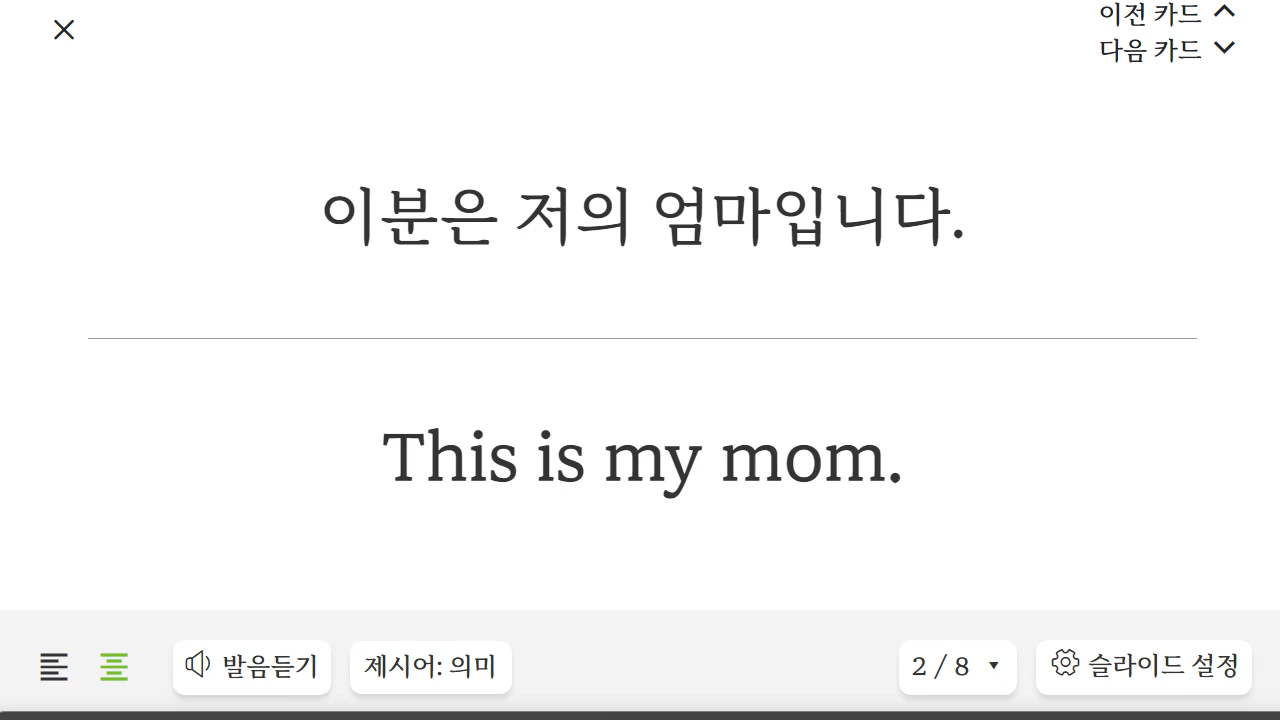 이전 카드
다음 카드
이분은 저의 엄마입니다.
This is my mom.
발음듣기
제시어: 의미
2 / 8
슬라이드 설정